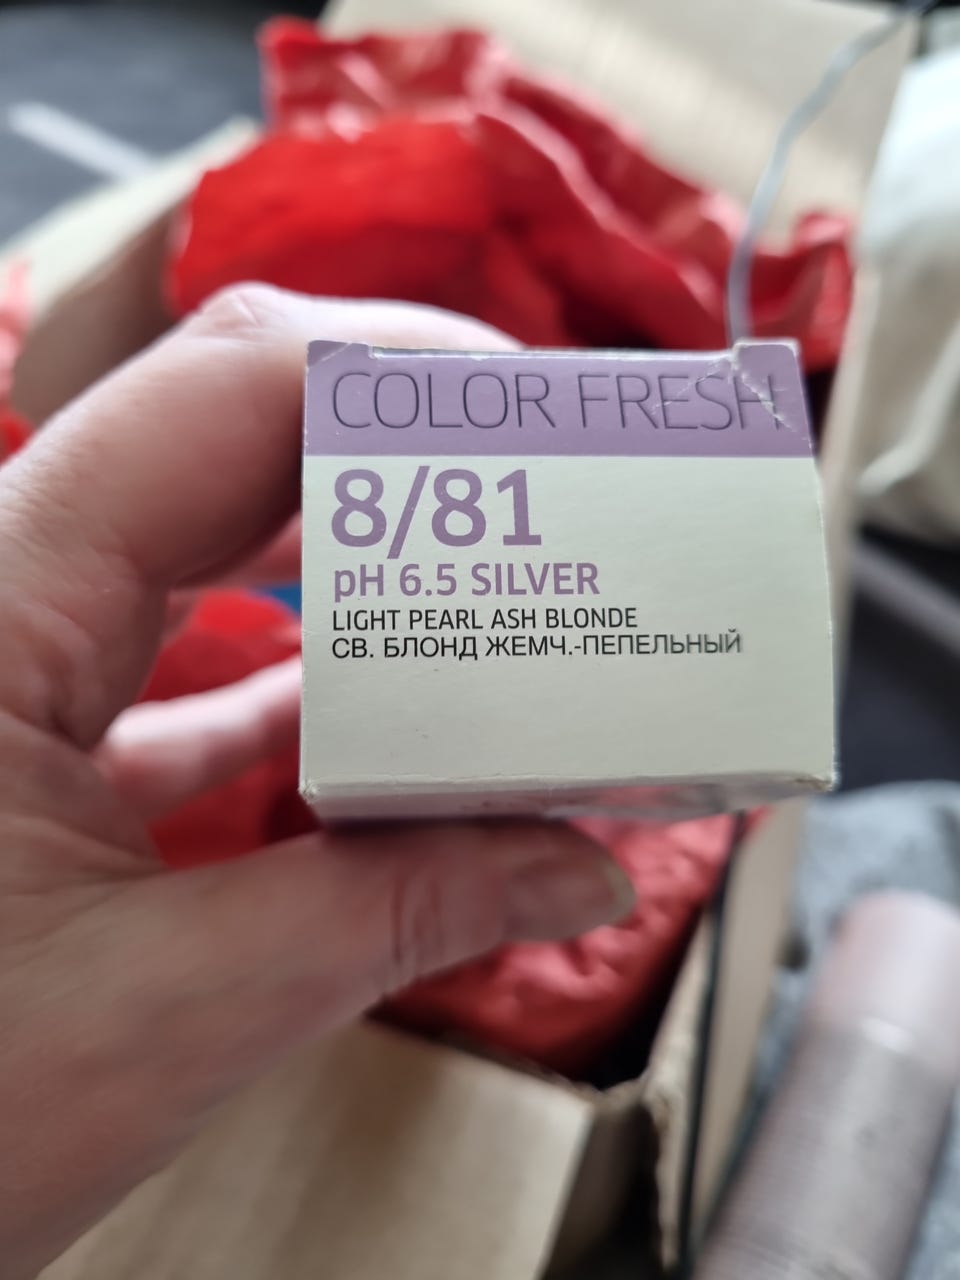 COLOR FRESH
8/81
pH 6.5 SILVER
LIGHT PEARL ASH BLONDE
СВ. БЛОНД ЖЕМЧ.-ПЕПЕЛЬНЫЙ